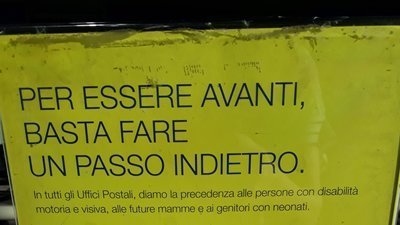 PER ESSERE AVANTI,
BASTA FARE
UN PASSO INDIETRO.
In tutti gli Uffici Postali, diamo la precedenza alle persone con disabilità
motoria e visiva, alle future mamme e ai genitori con neonati.